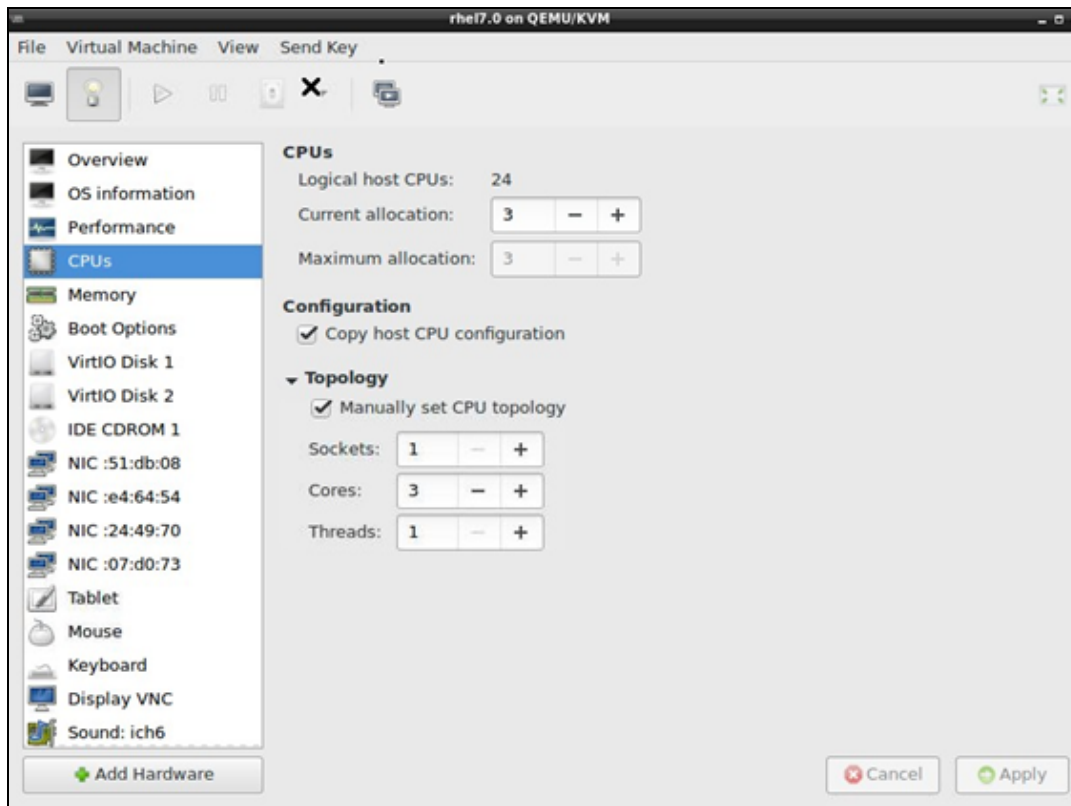 rhel7.0 on QEMU/KVM
File Virtual Machine View Send Key
Overview
OS information
Performance
CPUs
Memory
Boot Options
VirtIO Disk 1
VirtIO Disk 2
IDE CDROM 1
NIC :51:db:08
NIC :e4:64:54
NIC :24:49:70
NIC :07:d0:73
Tablet
Mouse
Keyboard
Display VNC
Sound: ich6
Add Hardware
CPUs
Logical host CPUs: 24
Current allocation: 3 − +
Maximum allocation: 3 − +
Configuration
Copy host CPU configuration
Topology
Manually set CPU topology
Sockets: 1 − +
Cores: 3 − +
Threads: 1 − +
Cancel
Apply